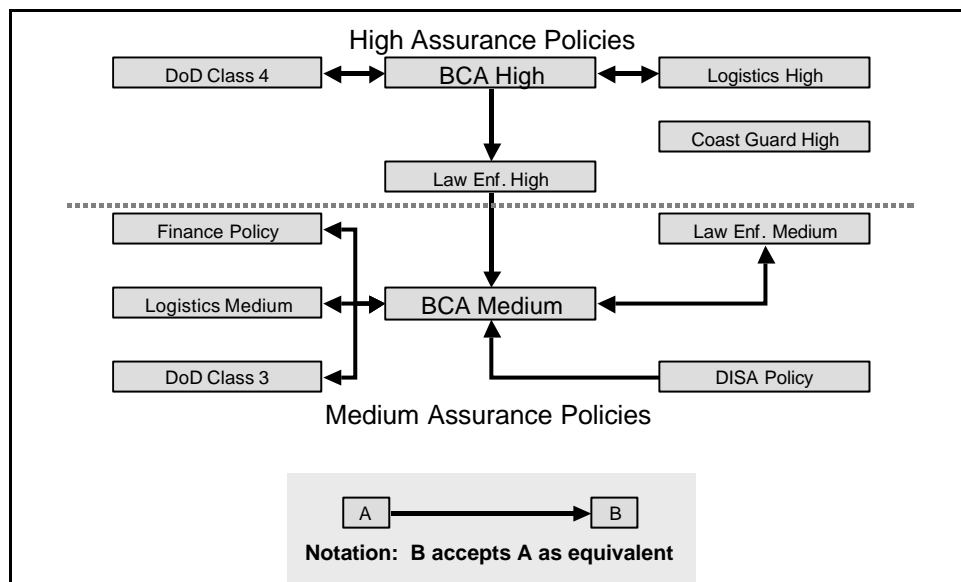 High Assurance Policies
DoD Class 4
BCA High
Logistics High
Coast Guard High
Law Enf. High
Finance Policy
Law Enf. Medium
Logistics Medium
BCA Medium
DoD Class 3
DISA Policy
Medium Assurance Policies
A
B
Notation: B accepts A as equivalent